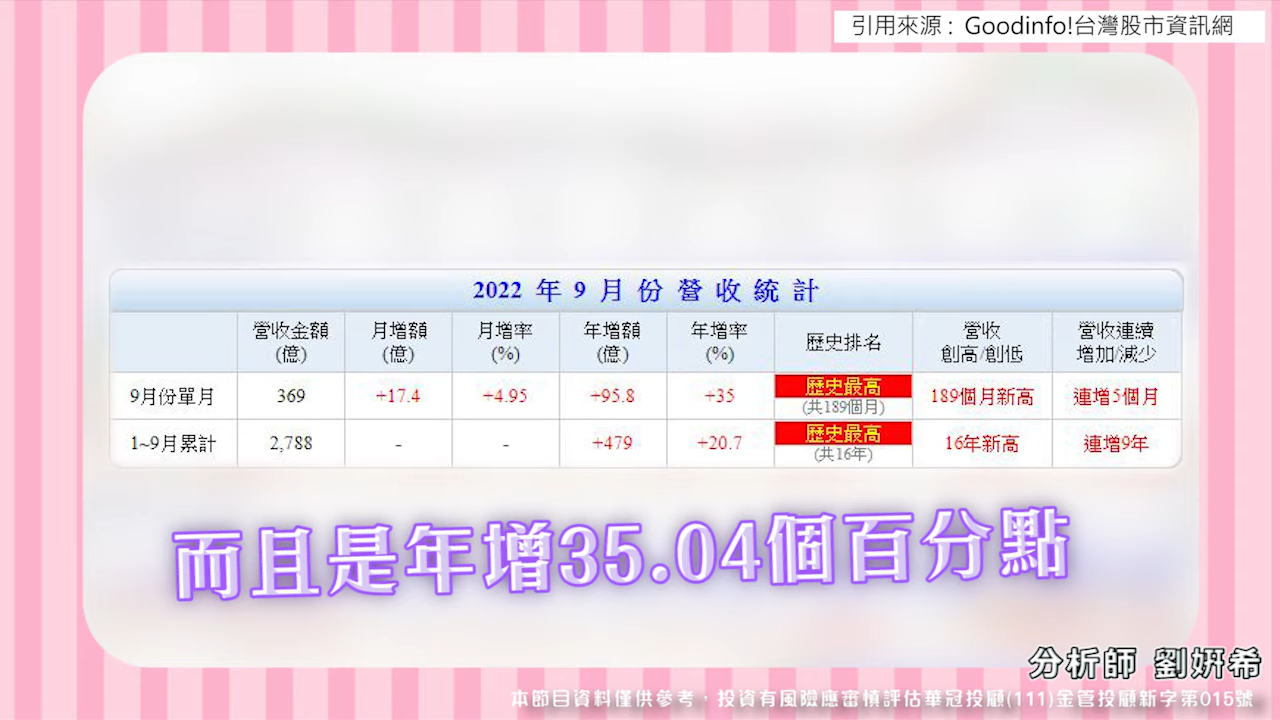 引用來源： Goodinfo!台灣股市資訊網
2022 年 9 月 份 營 收 統 計
營收金額 (億) 月增額 (億) 月增率 (%) 年增額 (億) 年增率 (%) 歷史排名 營收 創高/創低 營收連續 增加/減少
9月份單月 369 +17.4 +4.95 +95.8 +35 歷史最高 (共189個月) 189個月新高 連增5個月
1~9月累計 2,788 - - +479 +20.7 歷史最高 (共16年) 16年新高 連增9年
而且是年增35.04個百分點
分析師 劉妍希
本節目資料僅供參考，投資有風險應審慎評估華冠投顧(111)金管投顧新字第015號